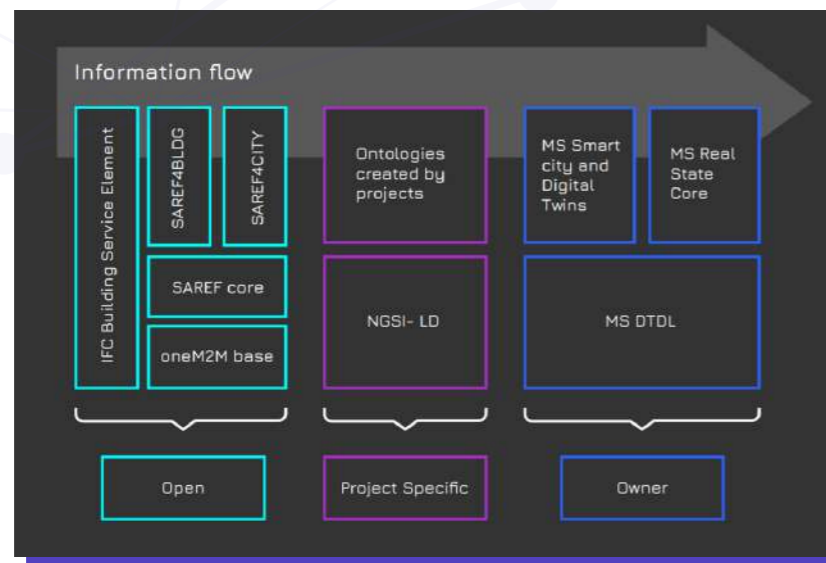 Information flow
IFC Building Service Element
SAREF4BLDG
SAREF4CITY
SAREF core
oneM2M base
Ontologies
created by
projects
NGSI- LD
MS Smart
city and
Digital
Twins
MS Real
State
Core
MS DTDL
Open
Project Specific
Owner